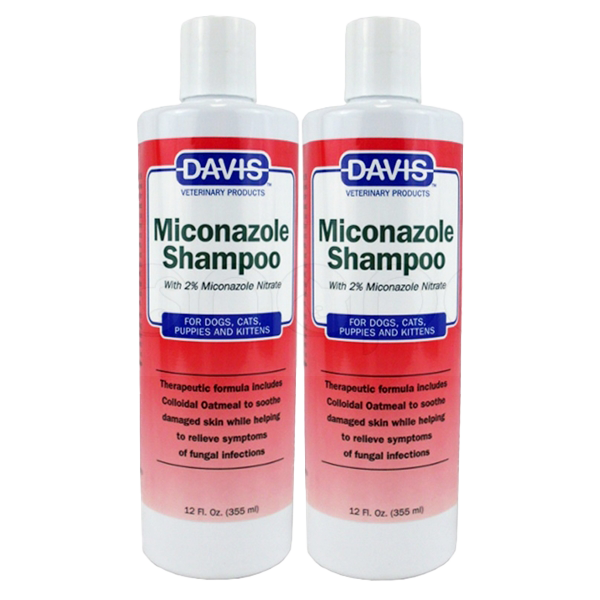 DAVIS
VETERINARY PRODUCTS
Miconazole
Shampoo
With 2% Miconazole Nitrate
FOR DOGS, CATS,
PUPPIES AND KITTENS
Therapeutic formula includes
Colloidal Oatmeal to soothe
damaged skin while helping
to relieve symptoms
of fungal infections
12 Fl. Oz. (355 ml)
DAVIS
VETERINARY PRODUCTS
Miconazole
Shampoo
With 2% Miconazole Nitrate
FOR DOGS, CATS,
PUPPIES AND KITTENS
Therapeutic formula includes
Colloidal Oatmeal to soothe
damaged skin while helping
to relieve symptoms
of fungal infections
12 Fl. Oz. (355 ml)